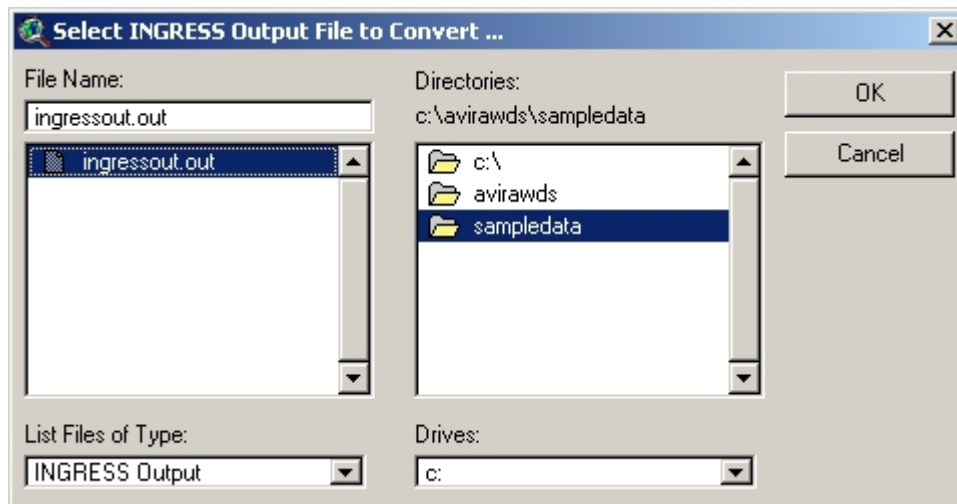 Select INGRESS Output File to Convert ...
File Name:
ingressout.out
ingressout.out
List Files of Type:
INGRESS Output
Directories:
c:\avirawds\sampledata
c:\
avirawds
sampledata
Drives:
c:
OK
Cancel